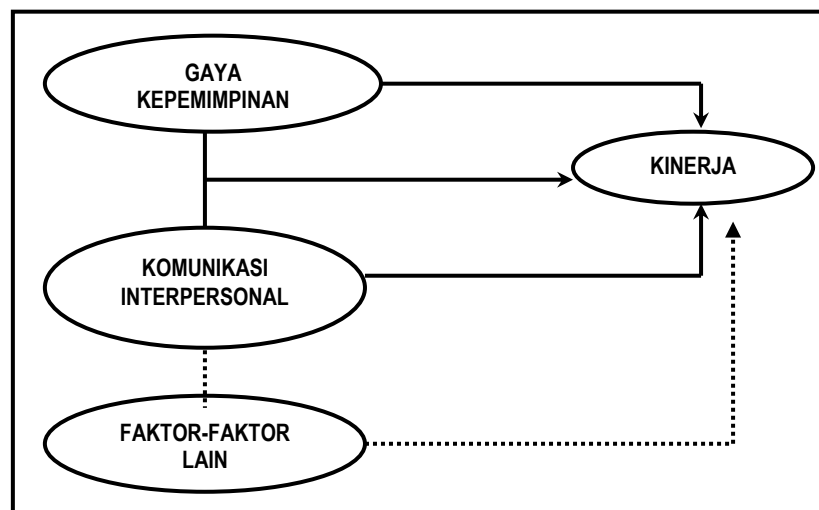 GAYA
KEPEMIMPINAN
KINERJA
KOMUNIKASI
INTERPERSONAL
FAKTOR-FAKTOR
LAIN